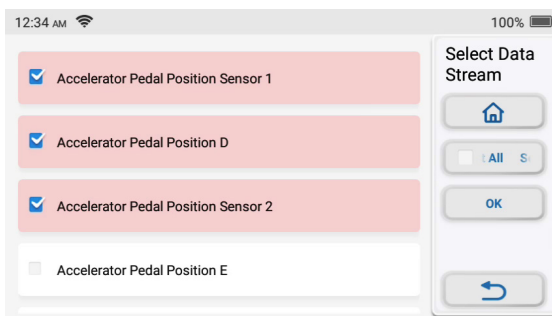 12:34 AM
100%
Accelerator Pedal Position Sensor 1
Accelerator Pedal Position D
Accelerator Pedal Position Sensor 2
Accelerator Pedal Position E
Select Data
Stream
All
OK